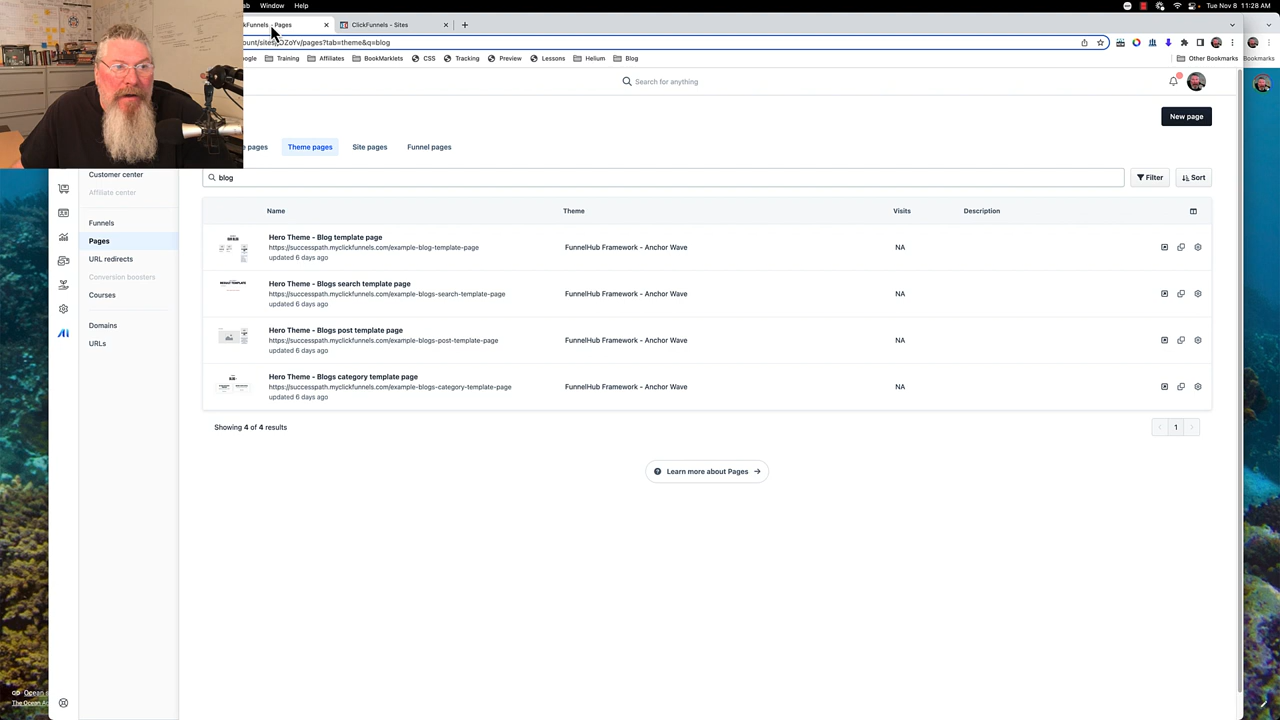 Window Help
Tue Nov 8 11:28 AM
ckFunnels - Pages
ClickFunnels - Sites
/pages?tab=theme&q=blog
Training
Affiliates
BookMarklets
CSS
Tracking
Preview
Lessons
Helium
Blog
Other Bookmarks
Bookmarks
Search for anything
New page
pages
Theme pages
Site pages
Funnel pages
Customer center
Affiliate center
Funnels
Pages
URL redirects
Conversion boosters
Courses
Domains
URLs
blog
Filter
Sort
Name Theme Visits Description
Hero Theme - Blog template page
https://successpath.myclickfunnels.com/example-blog-template-page
updated 6 days ago
FunnelHub Framework - Anchor Wave
NA
Hero Theme - Blogs search template page
https://successpath.myclickfunnels.com/example-blogs-search-template-page
updated 6 days ago
FunnelHub Framework - Anchor Wave
NA
Hero Theme - Blogs post template page
https://successpath.myclickfunnels.com/example-blogs-post-template-page
updated 6 days ago
FunnelHub Framework - Anchor Wave
NA
Hero Theme - Blogs category template page
https://successpath.myclickfunnels.com/example-blogs-category-template-page
updated 6 days ago
FunnelHub Framework - Anchor Wave
NA
Showing 4 of 4 results
1
Learn more about Pages
Ocean
The Ocean